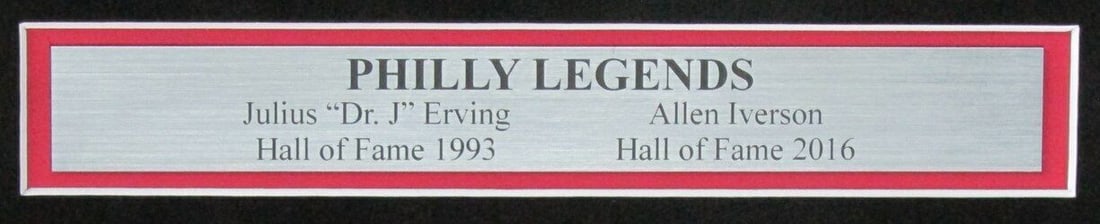 PHILLY LEGENDS
Julius “Dr. J” Erving Allen Iverson
Hall of Fame 1993 Hall of Fame 2016